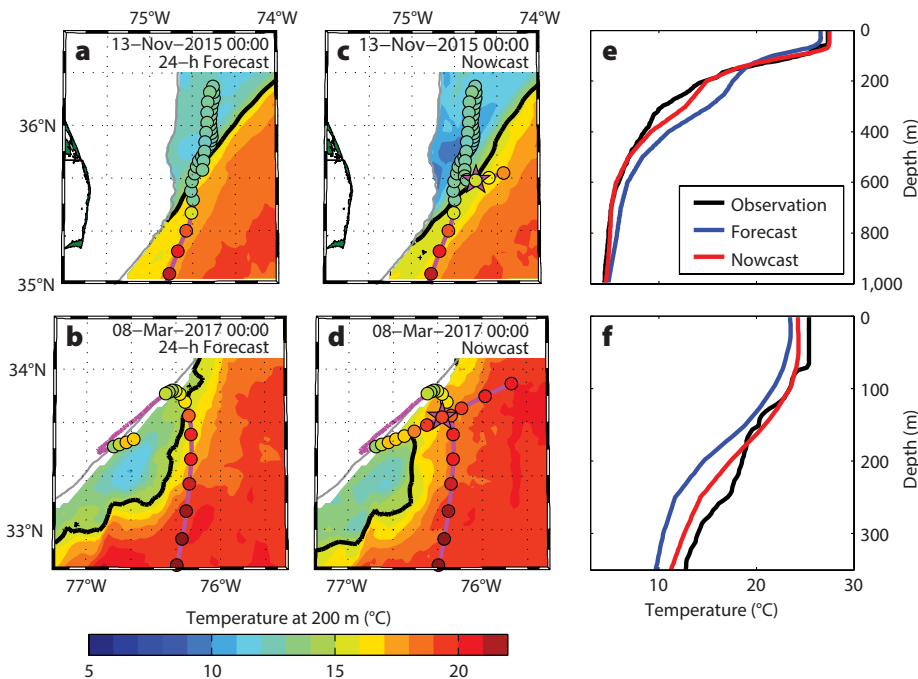 75°W 74°W
a 13–Nov–2015 00:00
24–h Forecast
36°N
35°N
c 13–Nov–2015 00:00
Nowcast
75°W 74°W
e
0
200
400
600
800
1,000
Depth (m)
Observation
Forecast
Nowcast
b 08–Mar–2017 00:00
24–h Forecast
34°N
33°N
77°W 76°W
d 08–Mar–2017 00:00
Nowcast
77°W 76°W
f
0
100
200
300
Depth (m)
10 20 30
Temperature (°C)
Temperature at 200 m (°C)
5 10 15 20